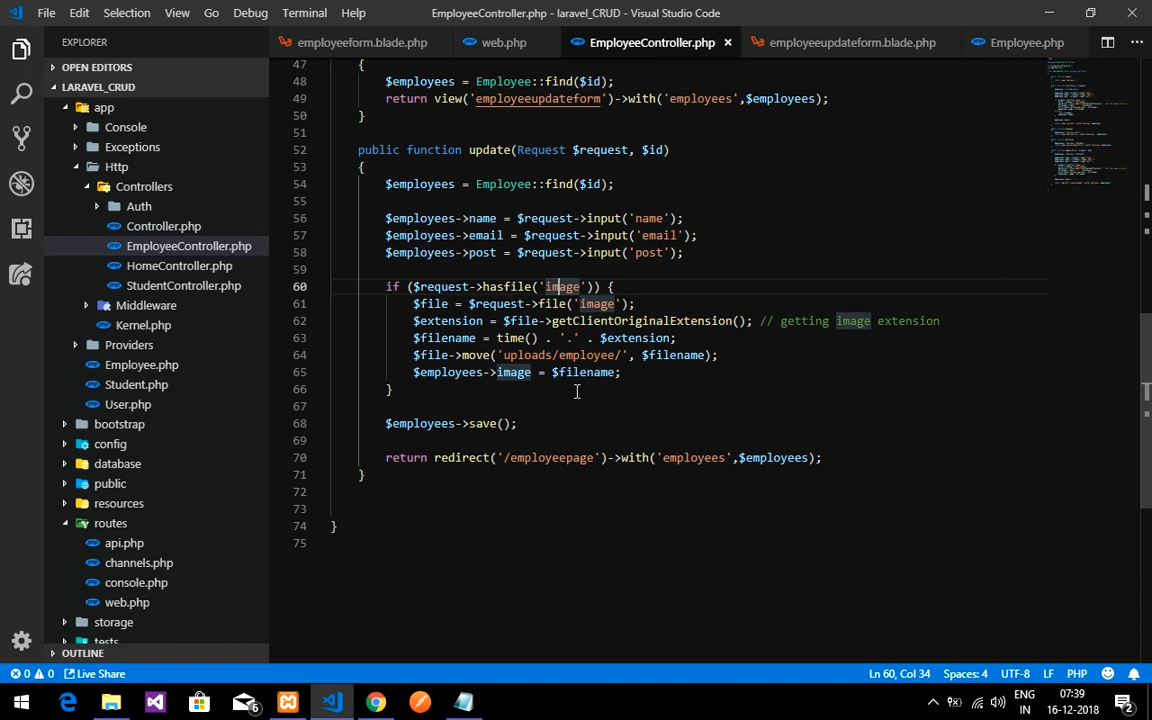 File Edit Selection View Go Debug Terminal Help EmployeeController.php - laravel_CRUD - Visual Studio Code
EXPLORER
OPEN EDITORS
LARAVEL_CRUD
app
Console
Exceptions
Http
Controllers
Auth
Controller.php
EmployeeController.php
HomeController.php
StudentController.php
Middleware
Kernel.php
Providers
Employee.php
Student.php
User.php
bootstrap
config
database
public
resources
routes
api.php
channels.php
console.php
web.php
storage
tests
OUTLINE
employeeform.blade.php web.php EmployeeController.php employeeupdateform.blade.php Employee.php
47 {
48 $employees = Employee::find($id);
49 return view('employeeupdateform')->with('employees',$employees);
50 }
51
52 public function update(Request $request, $id)
53 {
54 $employees = Employee::find($id);
55
56 $employees->name = $request->input('name');
57 $employees->email = $request->input('email');
58 $employees->post = $request->input('post');
59
60 if ($request->hasfile('image')) {
61 $file = $request->file('image');
62 $extension = $file->getClientOriginalExtension(); // getting image extension
63 $filename = time() . '.' . $extension;
64 $file->move('uploads/employee/', $filename);
65 $employees->image = $filename;
66 }
67
68 $employees->save();
69
70 return redirect('/employeepage')->with('employees',$employees);
71 }
72
73
74 }
75
0 0 Live Share Ln 60, Col 34 Spaces: 4 UTF-8 LF PHP
6 ENG 07:39
IN 16-12-2018 2